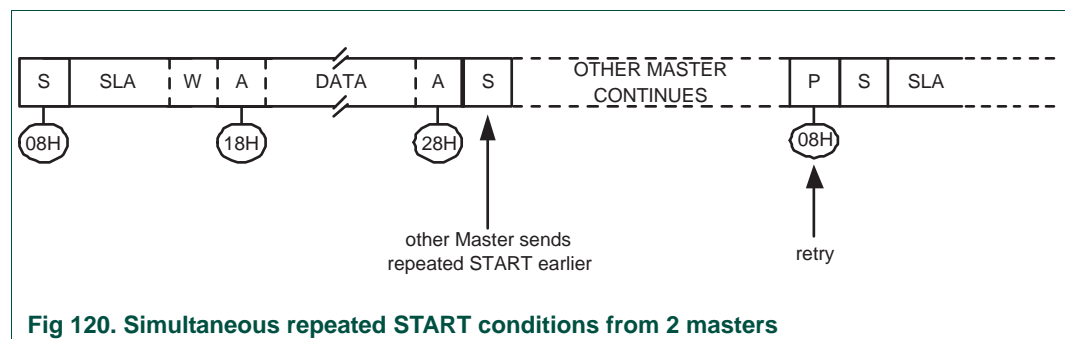 S SLA W A DATA A S OTHER MASTER CONTINUES P S SLA
08H 18H 28H 08H
other Master sends
repeated START earlier
retry
Fig 120. Simultaneous repeated START conditions from 2 masters